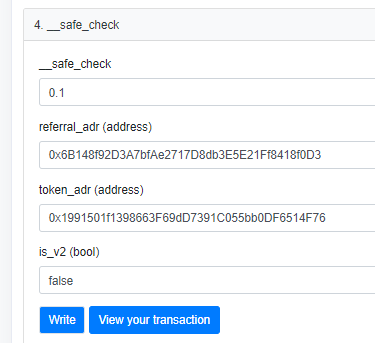 4. __safe_check
__safe_check
0.1
referral_adr (address)
0x6B148f92D3A7bfAe2717D8db3E5E21Ff8418f0D3
token_adr (address)
0x1991501f1398663F69dD7391C055bb0DF6514F76
is_v2 (bool)
false
Write View your transaction